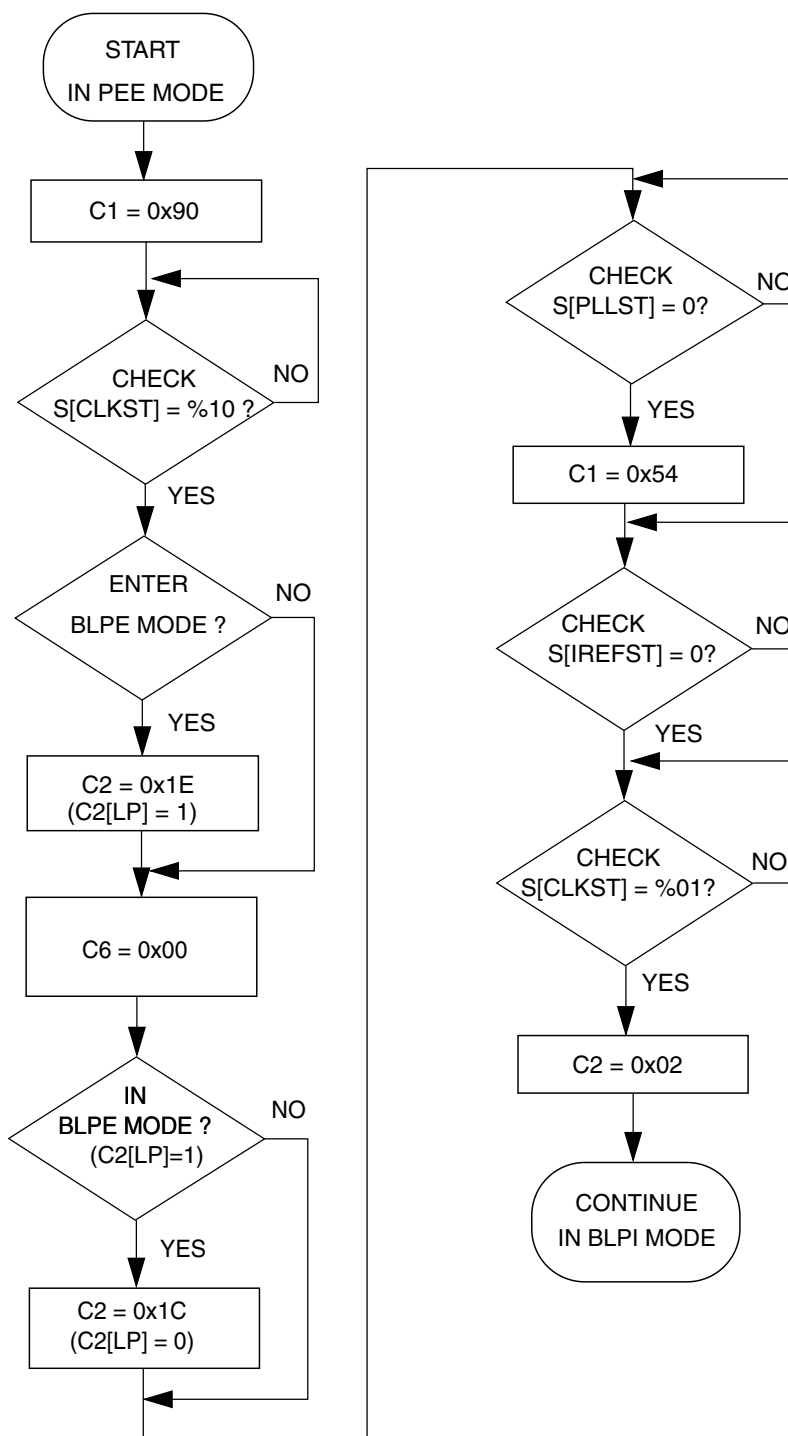 START
IN PEE MODE
C1 = 0x90
CHECK
S[CLKST] = %10 ?
NO
YES
ENTER
BLPE MODE ?
NO
YES
C2 = 0x1E
(C2[LP] = 1)
C6 = 0x00
IN
BLPE MODE ?
(C2[LP]=1)
NO
YES
C2 = 0x1C
(C2[LP] = 0)
CHECK
S[PLLST] = 0?
NO
YES
C1 = 0x54
CHECK
S[IREFST] = 0?
NO
YES
CHECK
S[CLKST] = %01?
NO
YES
C2 = 0x02
CONTINUE
IN BLPI MODE